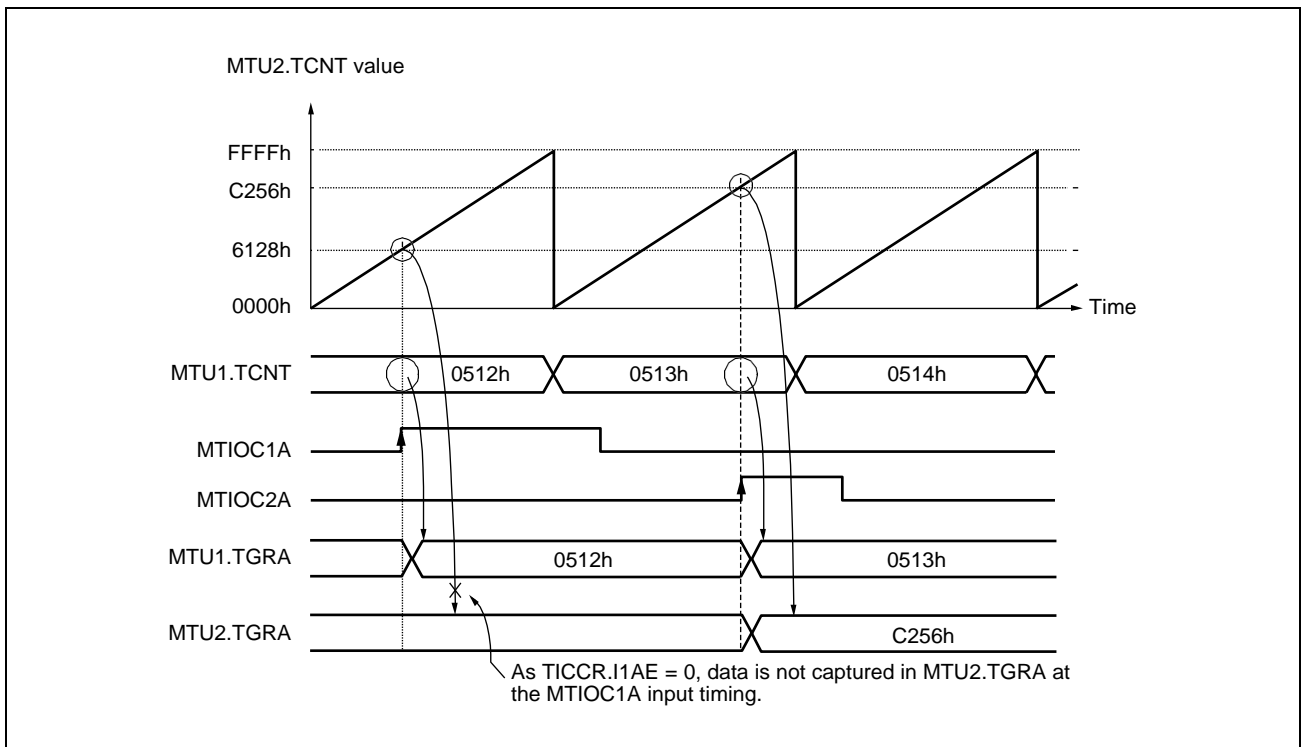 MTU2.TCNT value
FFFFh
C256h
6128h
0000h
Time
MTU1.TCNT
0512h
0513h
0514h
MTIOC1A
MTIOC2A
MTU1.TGRA
0512h
0513h
MTU2.TGRA
C256h
As TICCR.I1AE = 0, data is not captured in MTU2.TGRA at
the MTIOC1A input timing.